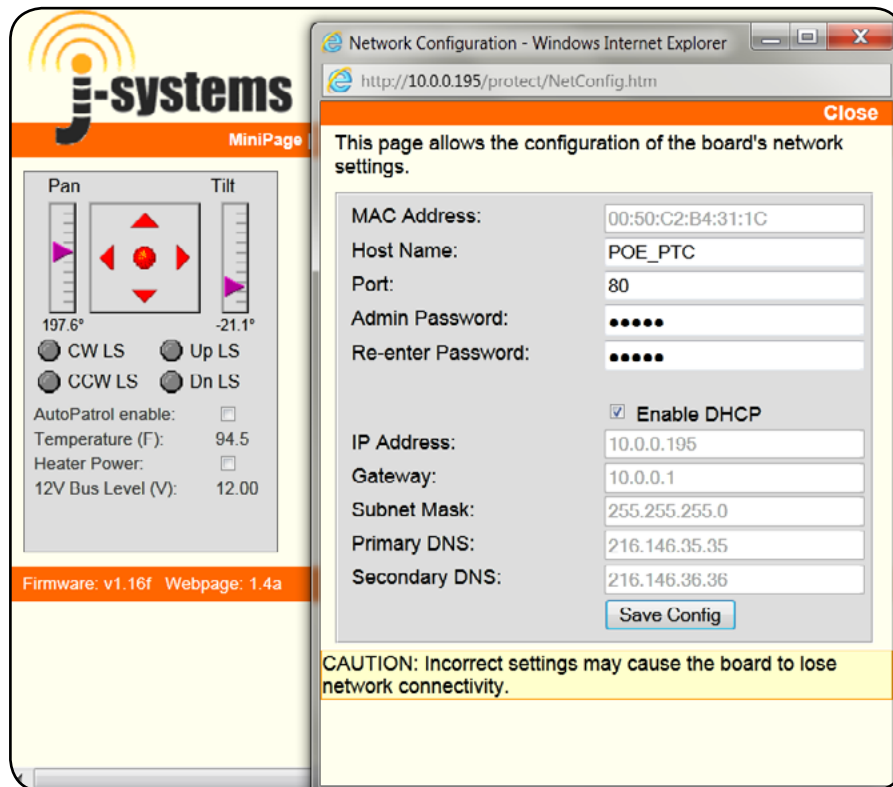 j-systems
MiniPage
Pan Tilt
197.6° -21.1°
CW LS Up LS
CCW LS Dn LS
AutoPatrol enable:
Temperature (F): 94.5
Heater Power:
12V Bus Level (V): 12.00
Firmware: v1.16f Webpage: 1.4a
Network Configuration - Windows Internet Explorer
http://10.0.0.195/protect/NetConfig.htm
Close
This page allows the configuration of the board's network
settings.
MAC Address: 00:50:C2:B4:31:1C
Host Name: POE_PTC
Port: 80
Admin Password: •••••
Re-enter Password: •••••
Enable DHCP
IP Address: 10.0.0.195
Gateway: 10.0.0.1
Subnet Mask: 255.255.255.0
Primary DNS: 216.146.35.35
Secondary DNS: 216.146.36.36
Save Config
CAUTION: Incorrect settings may cause the board to lose
network connectivity.